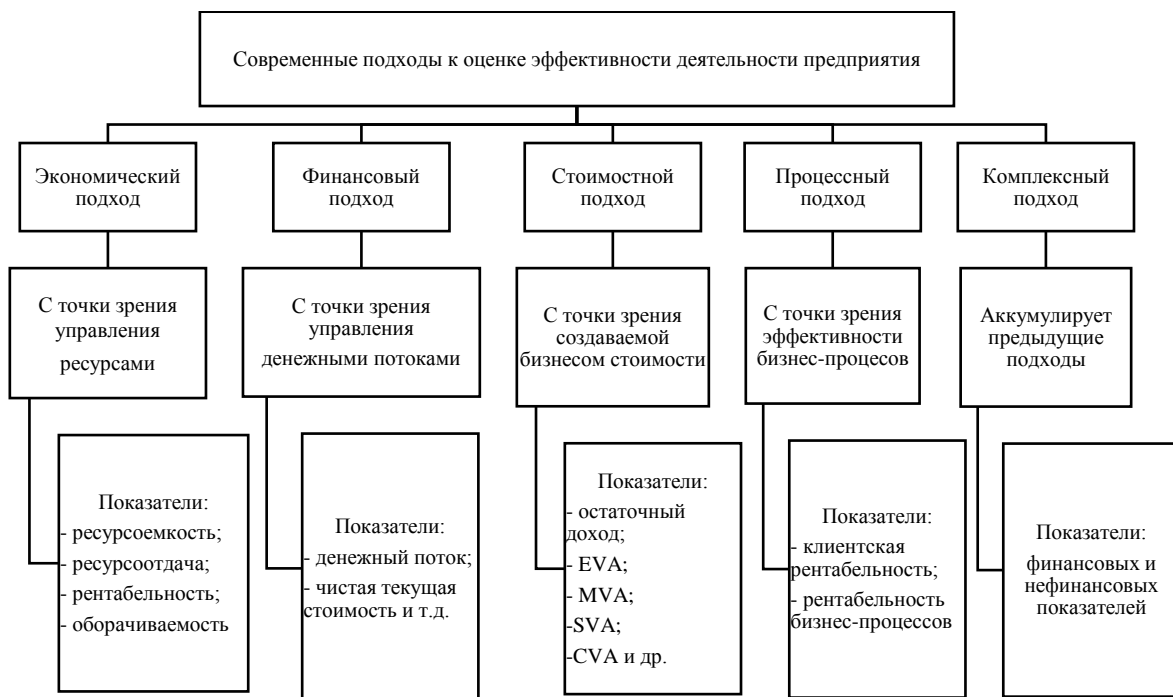 Современные подходы к оценке эффективности деятельности предприятия
Экономический
подход
Финансовый
подход
Стоимостной
подход
Процессный
подход
Комплексный
подход
С точки зрения
управления
ресурсами
С точки зрения
управления
денежными потоками
С точки зрения
создаваемой
бизнесом стоимости
С точки зрения
эффективности
бизнес-процесов
Аккумулирует
предыдущие
подходы
Показатели:
- ресурсоемкость;
- ресурсоотдача;
- рентабельность;
- оборачиваемость
Показатели:
- денежный поток;
- чистая текущая
стоимость и т.д.
Показатели:
- остаточный
доход;
- EVA;
- MVA;
-SVA;
-CVA и др.
Показатели:
- клиентская
рентабельность;
- рентабельность
бизнес-процессов
Показатели:
финансовых и
нефинансовых
показателей